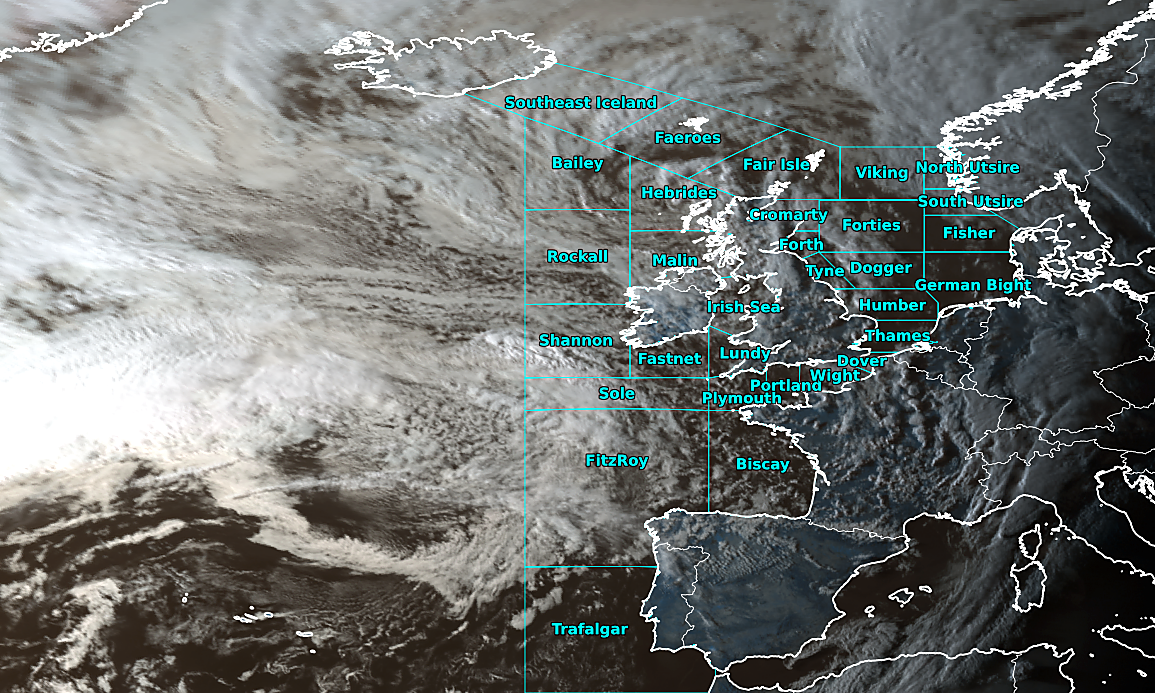 Southeast Iceland
Faeroes
Bailey
Fair Isle
Viking
North Utsire
Hebrides
South Utsire
Cromarty
Forties
Fisher
Forth
Rockall
Malin
Tyne
Dogger
German Bight
Irish Sea
Humber
Thames
Shannon
Fastnet
Lundy
Dover
Wight
Portland
Sole
Plymouth
FitzRoy
Biscay
Trafalgar